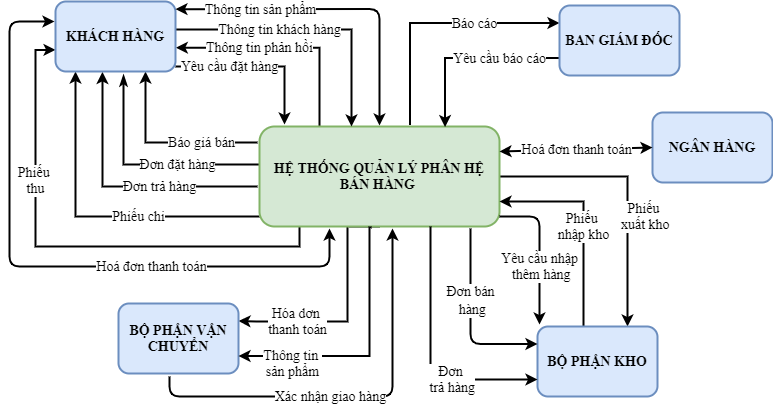 Thông tin sản phẩm
KHÁCH HÀNG
Thông tin khách hàng
Thông tin phản hồi
Yêu cầu đặt hàng
Báo cáo
Yêu cầu báo cáo
BAN GIÁM ĐỐC
Báo giá bán
Đơn đặt hàng
Đơn trả hàng
Phiếu chi
Phiếu
thu
Hoá đơn thanh toán
HỆ THỐNG QUẢN LÝ PHÂN HỆ
BÁN HÀNG
Hoá đơn thanh toán
NGÂN HÀNG
Phiếu
nhập kho
Phiếu
xuất kho
Yêu cầu nhập
thêm hàng
Đơn bán
hàng
Đơn
trả hàng
BỘ PHẬN KHO
BỘ PHẬN VẬN
CHUYỂN
Hóa đơn
thanh toán
Thông tin
sản phẩm
Xác nhận giao hàng